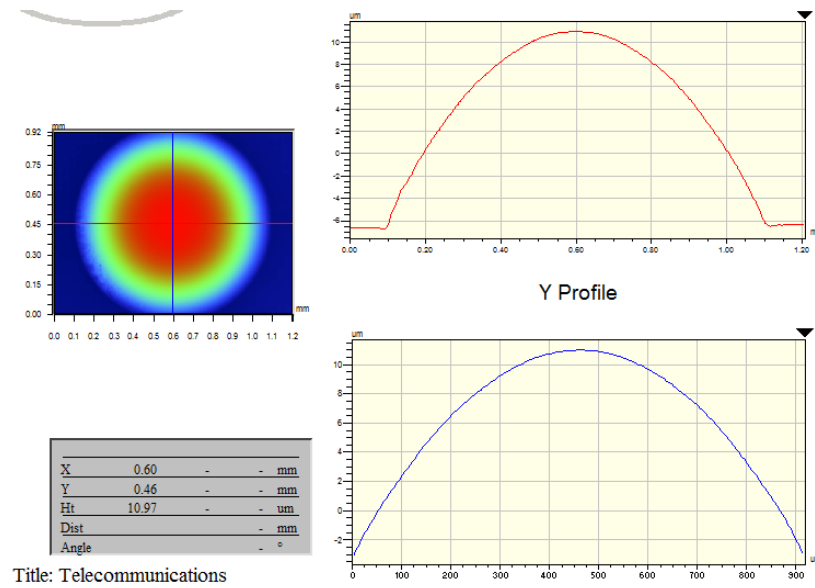 um
10
8
6
4
2
0
-2
-4
-6
0.00 0.20 0.40 0.60 0.80 1.00 1.20
mm
0.92
0.75
0.60
0.45
0.30
0.15
0.00
mm
0.0 0.1 0.2 0.3 0.4 0.5 0.6 0.7 0.8 0.9 1.0 1.1 1.2
Y Profile
um
10
8
6
4
2
0
-2
0 100 200 300 400 500 600 700 800 900
X 0.60 - - mm
Y 0.46 - - mm
Ht 10.97 - - um
Dist - mm
Angle - °
Title: Telecommunications